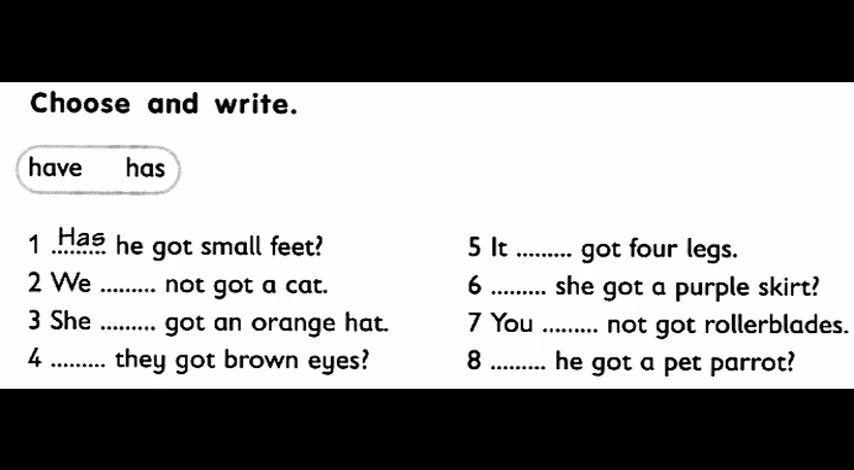 Choose and write.
have has
1 Has he got small feet?
2 We ......... not got a cat.
3 She ......... got an orange hat.
4 ......... they got brown eyes?
5 It ......... got four legs.
6 ......... she got a purple skirt?
7 You ......... not got rollerblades.
8 ......... he got a pet parrot?